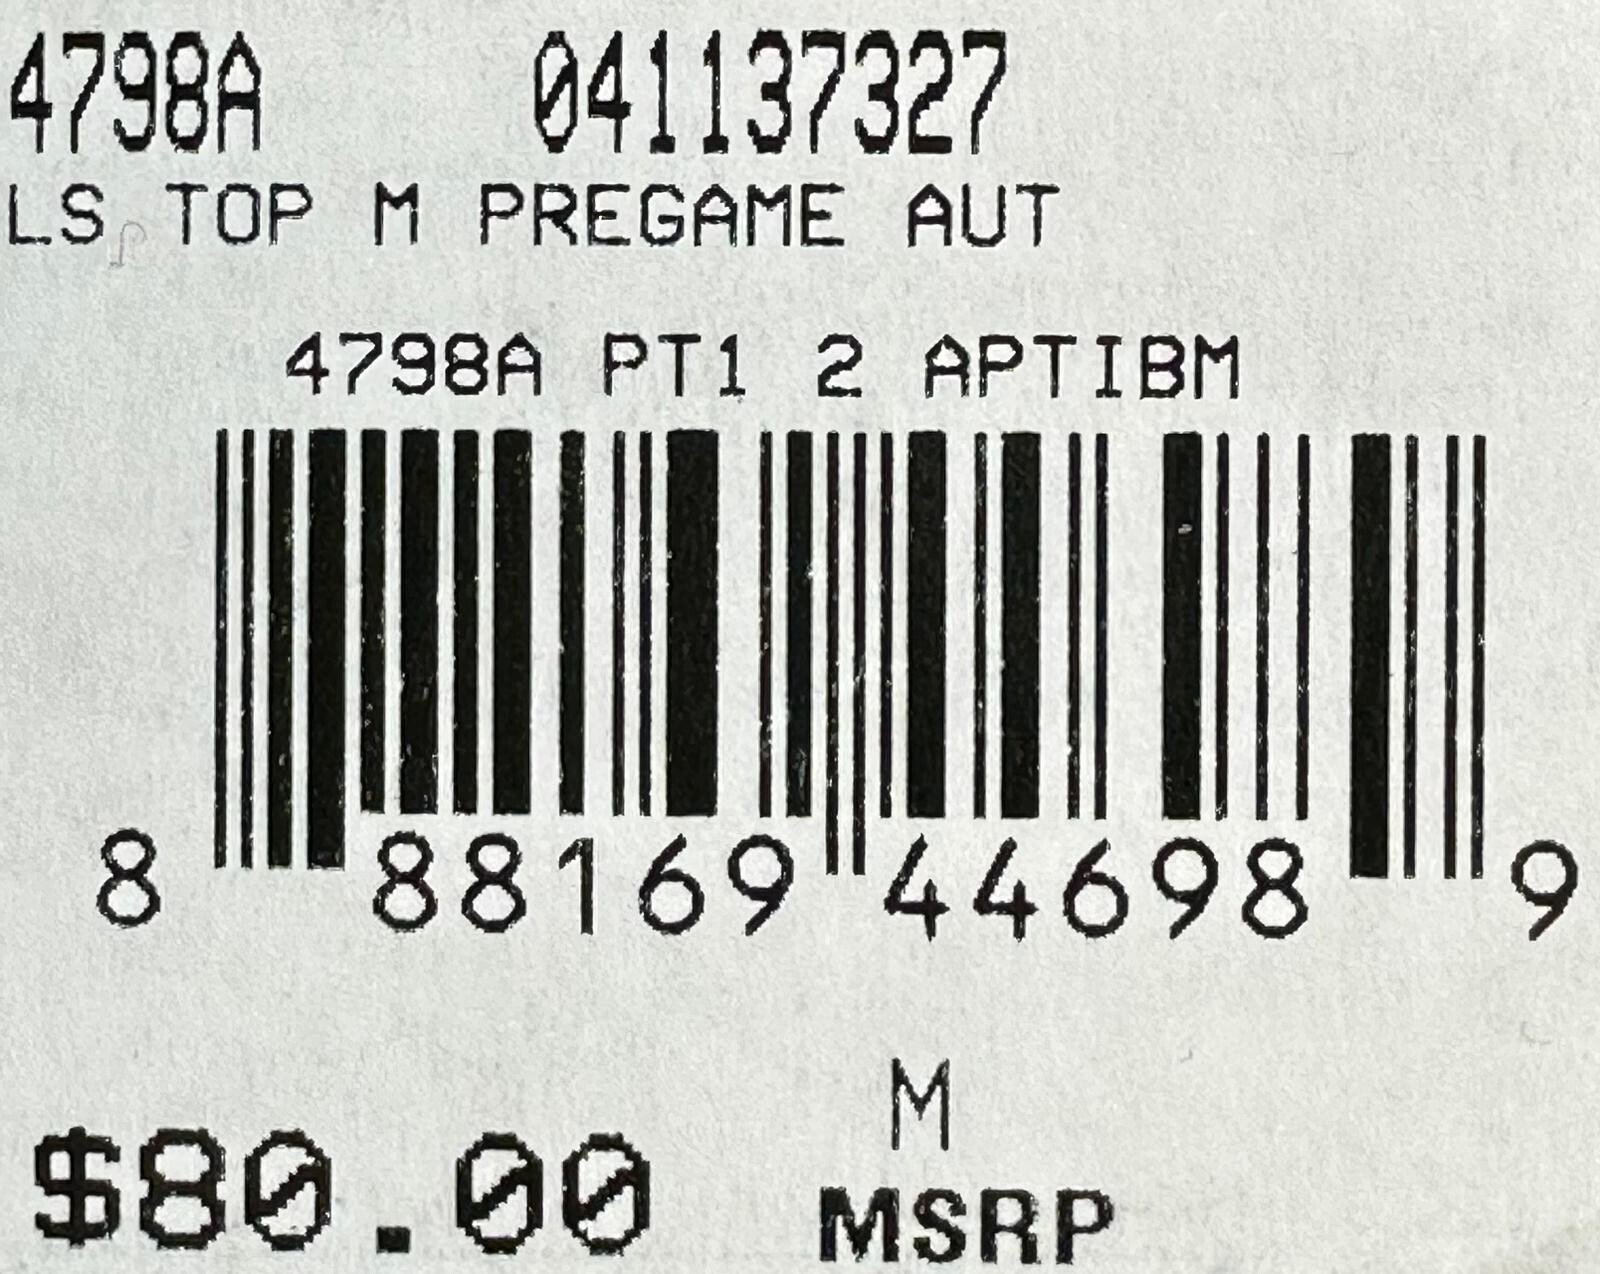 4798A 041137327
LS TOP M PREGAME AUT
4798A PT1 2 APTIBM
8 88169 44698 9
M
$80.00 MSRP